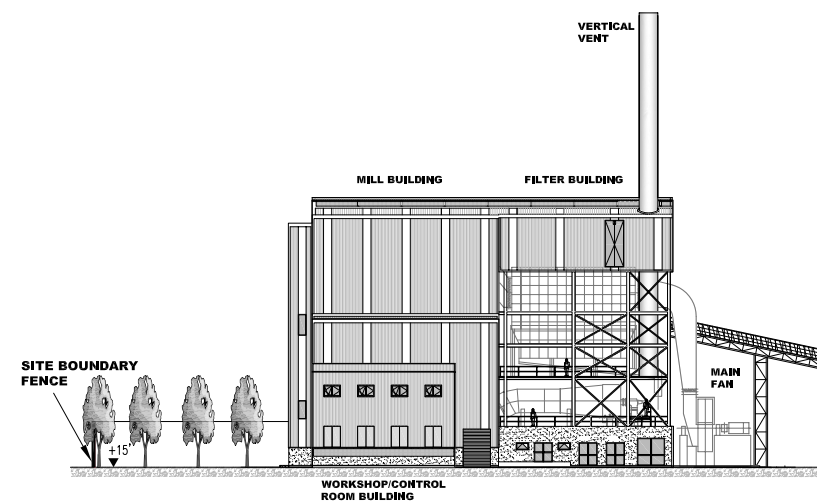 VERTICAL
VENT
MILL BUILDING
FILTER BUILDING
SITE BOUNDARY
FENCE
+15'
MAIN
FAN
WORKSHOP/CONTROL
ROOM BUILDING